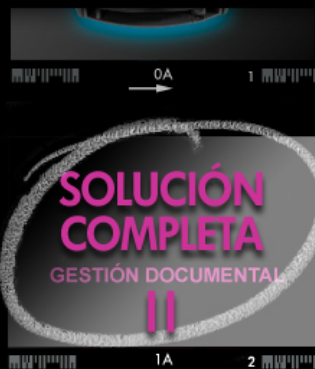 0A 1
SOLUCIÓN
COMPLETA
GESTIÓN DOCUMENTAL
II
1A 2